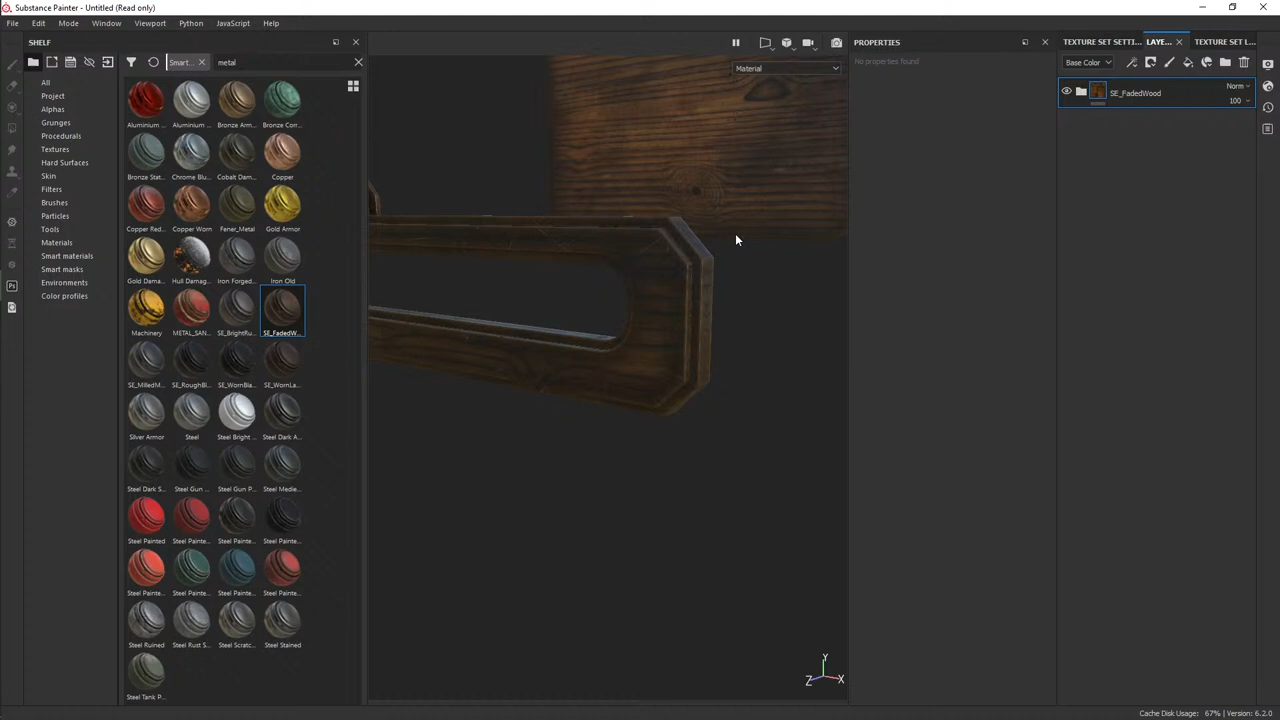 Substance Painter - Untitled (Read only)
File Edit Mode Window Viewport Python JavaScript Help
SHELF
Smart... metal
All
Project
Alphas
Grunges
Procedurals
Textures
Hard Surfaces
Skin
Filters
Brushes
Particles
Tools
Materials
Smart materials
Smart masks
Environments
Color profiles
Aluminium ... Aluminium ... Bronze Arm... Bronze Corr...
Bronze Stat... Chrome Blu... Cobalt Dam... Copper
Copper Red... Copper Worn Fener_Metal Gold Armor
Gold Dama... Hull Damag... Iron Forged... Iron Old
Machinery METAL_SAN... SE_BrightRu... SE_FadedW...
SE_MilledM... SE_RoughBl... SE_WornBla... SE_WornLa...
Silver Armor Steel Steel Bright ... Steel Dark A...
Steel Dark S... Steel Gun ... Steel Gun P... Steel Medie...
Steel Painted Steel Painte... Steel Painte... Steel Painte...
Steel Painte... Steel Painte... Steel Painte... Steel Painte...
Steel Ruined Steel Rust S... Steel Scratc... Steel Stained
Steel Tank P...
Material
Y
Z X
PROPERTIES
No properties found
TEXTURE SET SETTI... LAYE... TEXTURE SET L...
Base Color
SE_FadedWood Norm
100
Ps
Cache Disk Usage: 67% | Version: 6.2.0